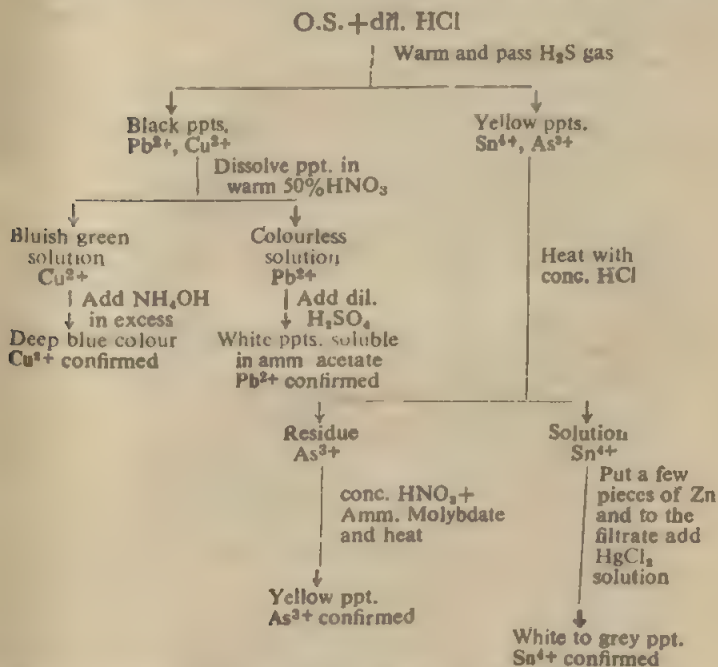 O.S.+dil. HCl
Warm and pass H₂S gas
Black ppts.
Pb²⁺, Cu²⁺
Yellow ppts.
Sn⁴⁺, As³⁺
Dissolve ppt. in
warm 50%HNO₃
Bluish green
solution
Cu²⁺
Colourless
solution
Pb²⁺
Heat with
conc. HCl
Add NH₄OH
in excess
Add dil.
H₂SO₄
Deep blue colour
Cu²⁺ confirmed
White ppts. soluble
in amm acetate
Pb²⁺ confirmed
Residue
As³⁺
Solution
Sn⁴⁺
conc. HNO₃+
Amm. Molybdate
and heat
Put a few
pieces of Zn
and to the
filtrate add
HgCl₂
solution
Yellow ppt.
As³⁺ confirmed
White to grey ppt.
Sn⁴⁺ confirmed